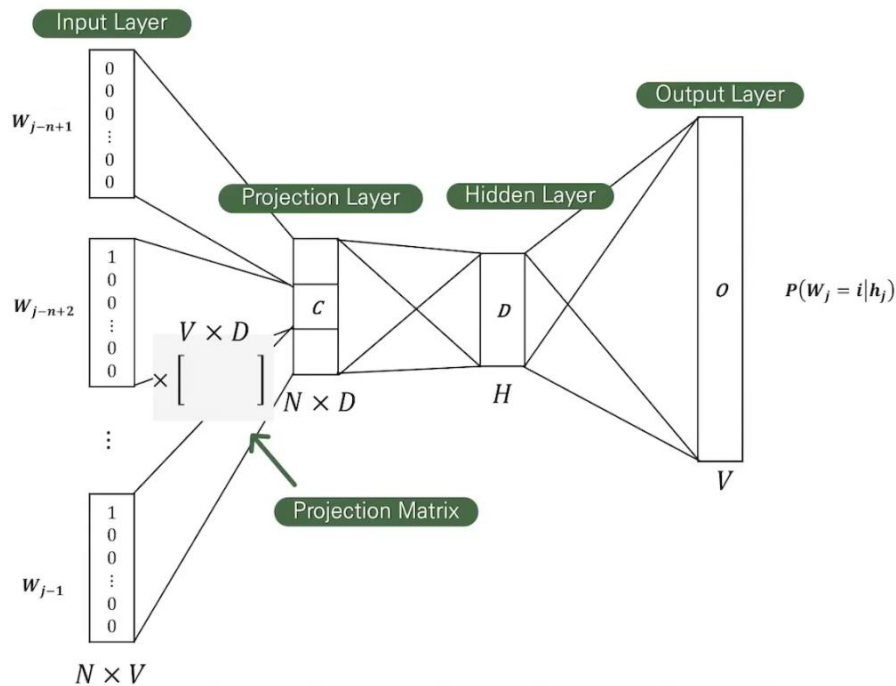 Input Layer
0
0
0
⋮
0
0
W_{j-n+1}
Output Layer
Projection Layer
Hidden Layer
1
0
0
⋮
0
0
W_{j-n+2}
V × D
× [ ]
C
N × D
D
H
O
P(W_j = i|h_j)
V
⋮
Projection Matrix
1
0
0
⋮
0
0
W_{j-1}
N × V